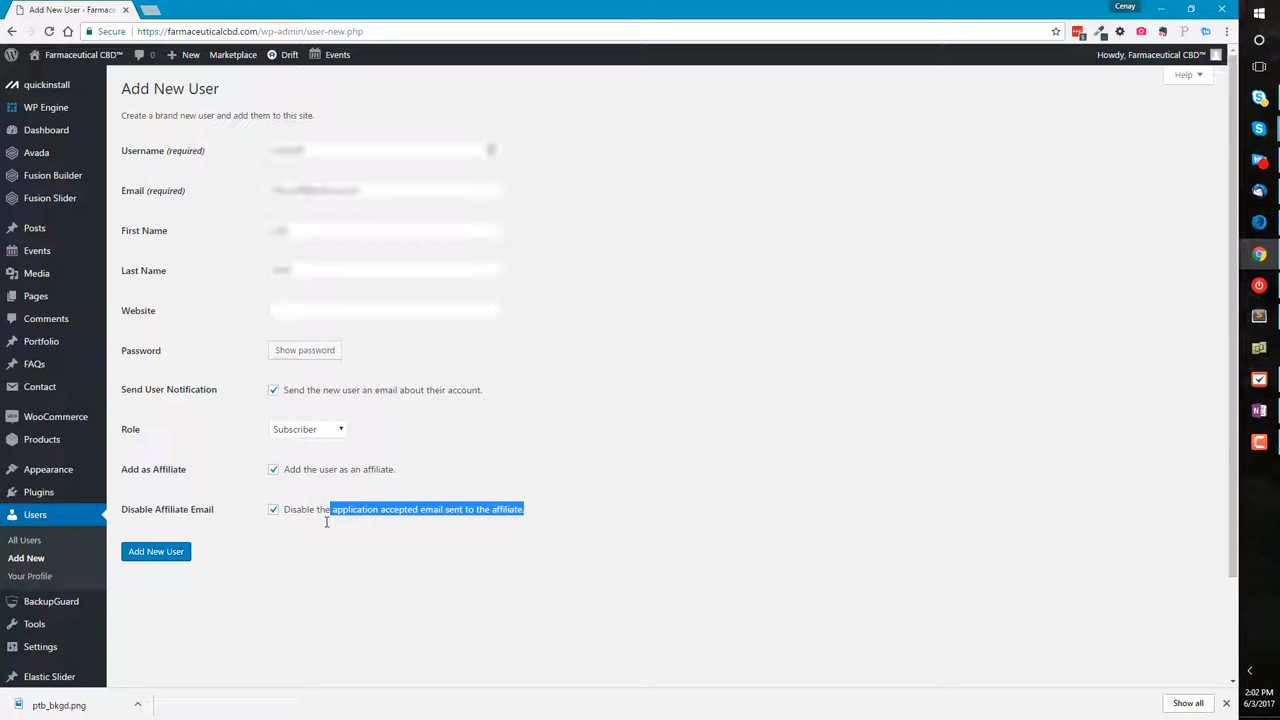 Add New User ‹ Farmace
Cenay
Secure
https://farmaceuticalcbd.com/wp-admin/user-new.php
Farmaceutical CBD™
0
New
Marketplace
Drift
Events
Howdy, Farmaceutical CBD™
quickinstall
WP Engine
Dashboard
Avada
Fusion Builder
Fusion Slider
Posts
Events
Media
Pages
Comments
Portfolio
FAQs
Contact
WooCommerce
Products
Appearance
Plugins
Users
All Users
Add New
Your Profile
BackupGuard
Tools
Settings
Elastic Slider
Help
Add New User
Create a brand new user and add them to this site.
Username (required)
Email (required)
First Name
Last Name
Website
Password
Show password
Send User Notification
Send the new user an email about their account.
Role
Subscriber
Add as Affiliate
Add the user as an affiliate.
Disable Affiliate Email
Disable the application accepted email sent to the affiliate.
Add New User
ptb_bkgd.png
Show all
2:02 PM
6/3/2017